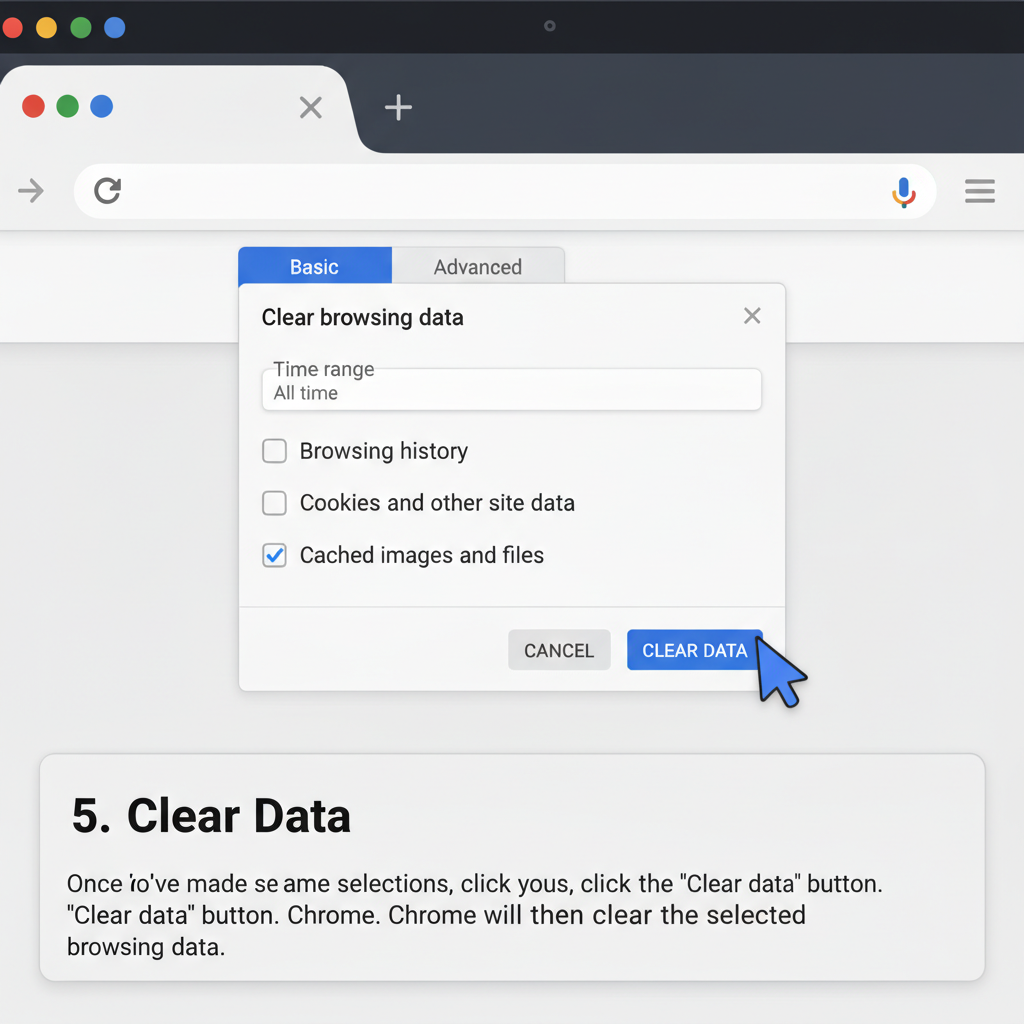 Basic Advanced
Clear browsing data
Time range
All time
Browsing history
Cookies and other site data
Cached images and files
CANCEL CLEAR DATA
5. Clear Data
Once 'o've made se ame selections, click yous, click the "Clear data" button.
"Clear data" button. Chrome. Chrome will then clear the selected
browsing data.